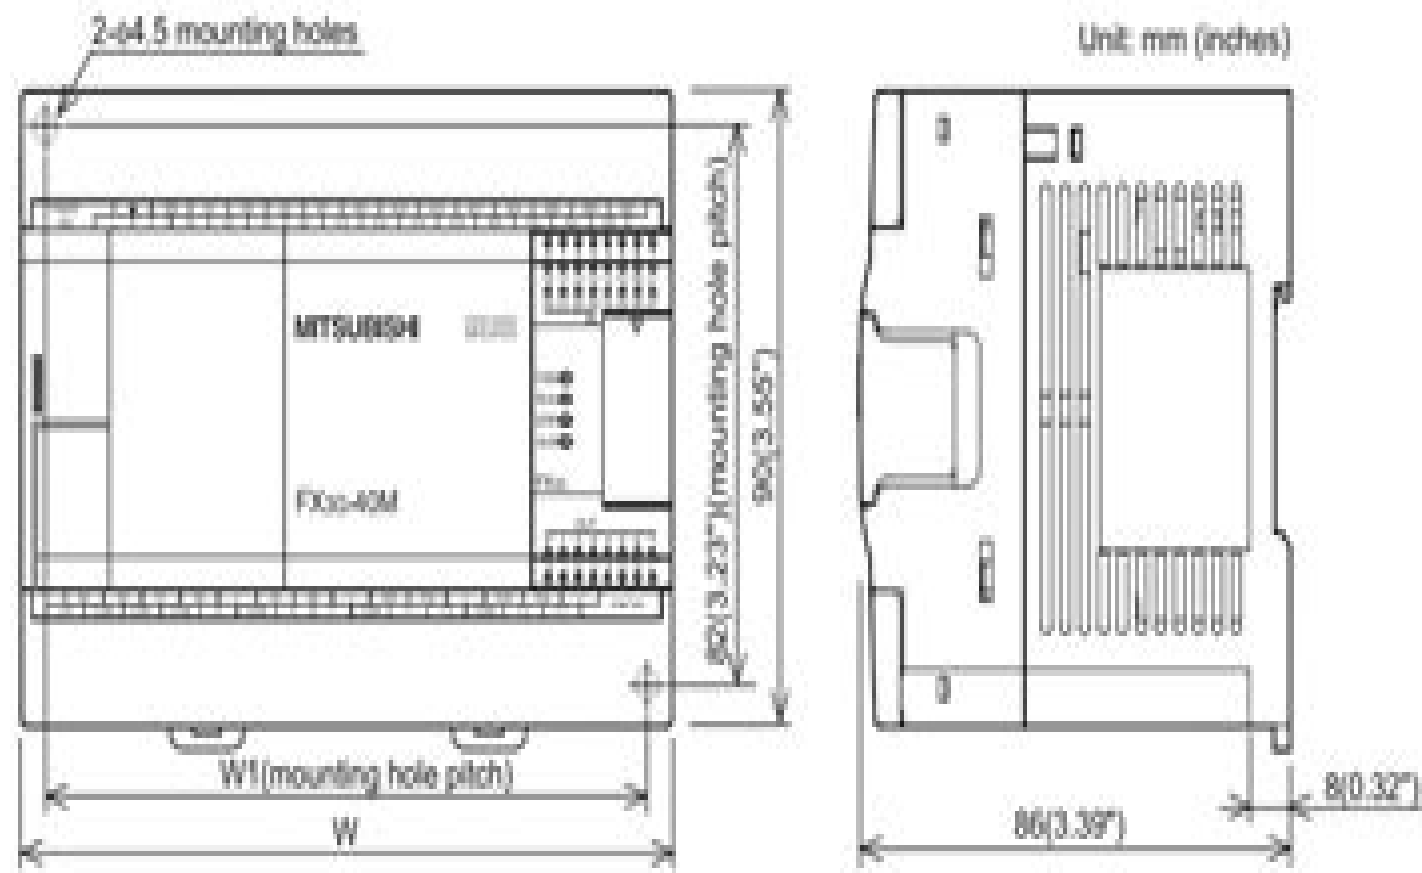 2-ø4.5 mounting holes
Unit: mm (inches)
MITSUBISHI
82(3.23")(mounting hole pitch)
90(3.55")
FX3G-40M
W1(mounting hole pitch)
W
86(3.39")
8(0.32")